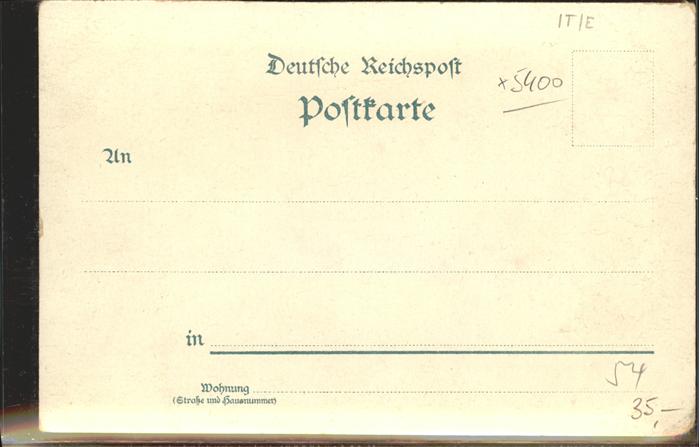 IT/E
Deutsche Reichspost
x5400
Postkarte
An
in
Wohnung
(Straße und Hausnummer)
54
35,-